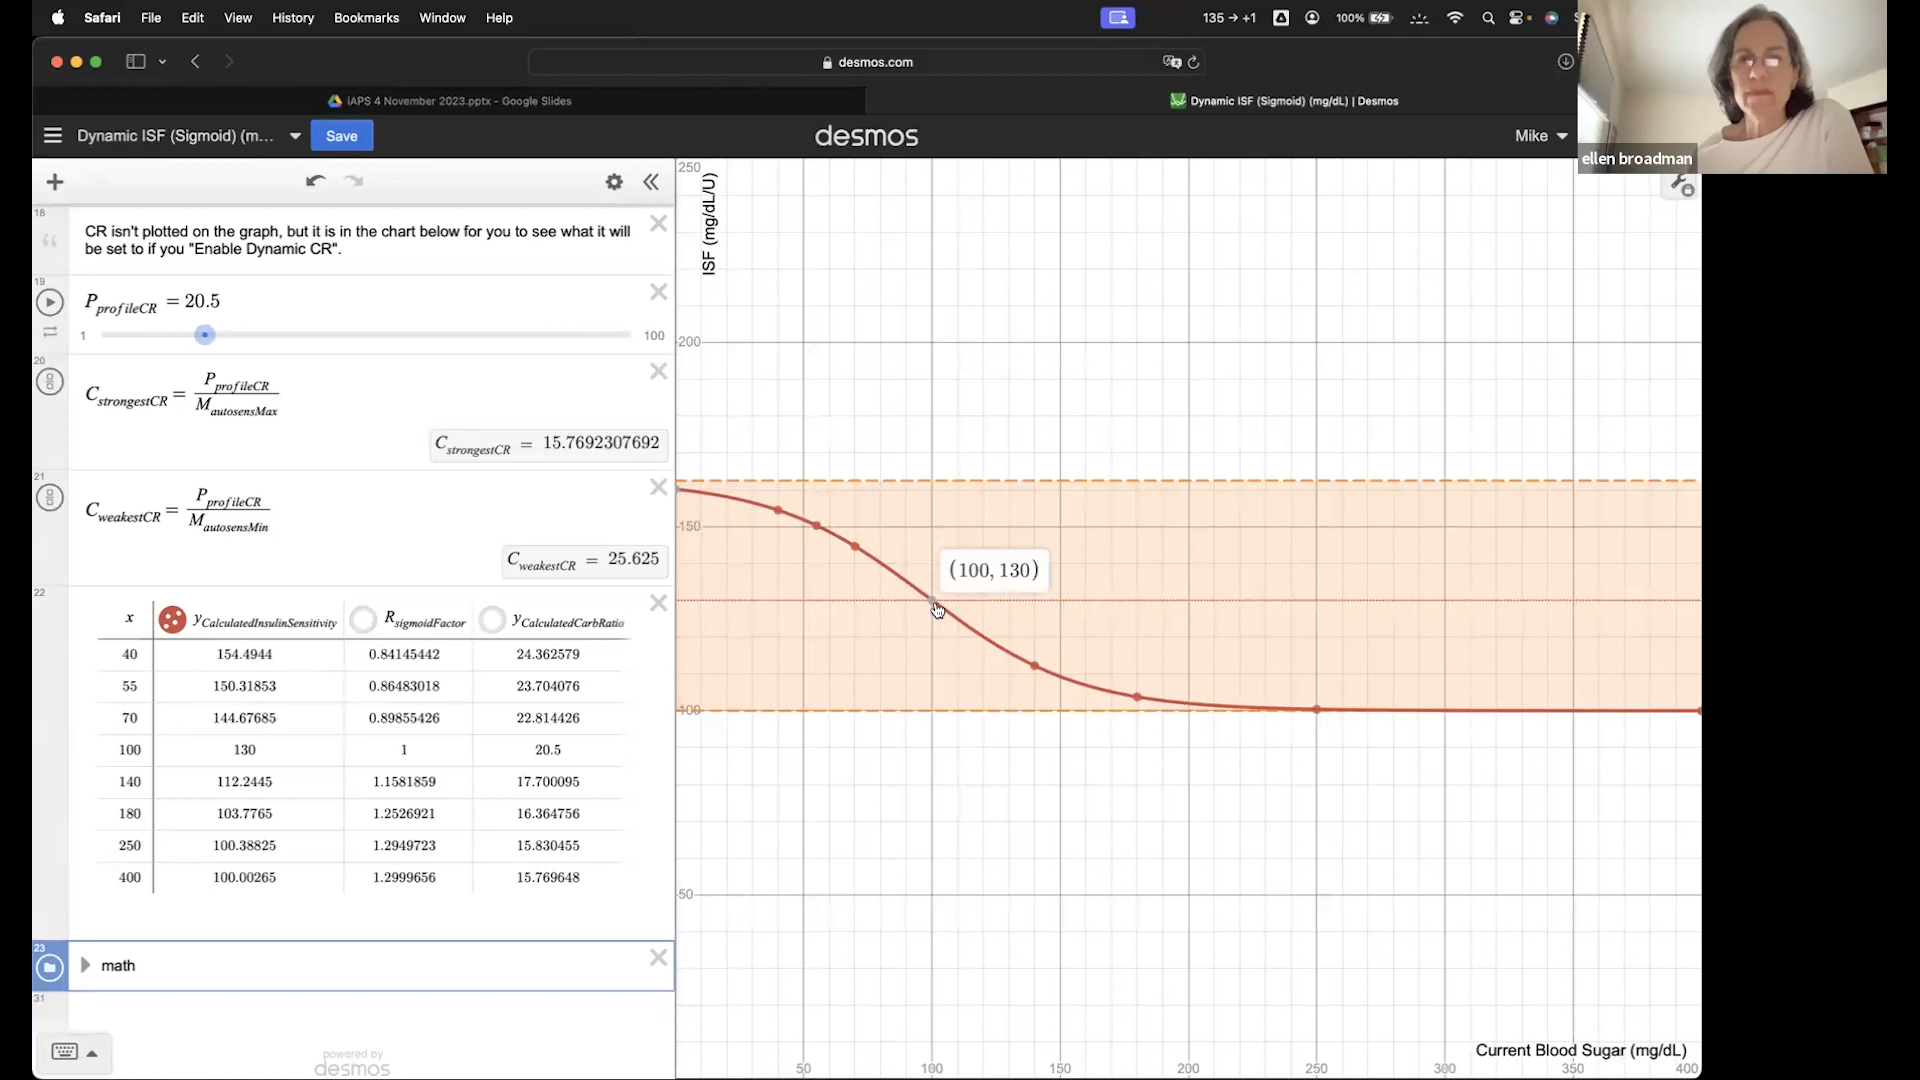 Safari File Edit View History Bookmarks Window Help
135 → +1
100%
desmos.com
iAPS 4 November 2023.pptx - Google Slides
Dynamic ISF (Sigmoid) (mg/dL) | Desmos
Dynamic ISF (Sigmoid) (m...
Save
desmos
Mike
ellen broadman
18
CR isn't plotted on the graph, but it is in the chart below for you to see what it will
be set to if you "Enable Dynamic CR".
19
P_profileCR = 20.5
1
100
20
C_strongestCR = P_profileCR / M_autosensMax
C_strongestCR = 15.7692307692
21
C_weakestCR = P_profileCR / M_autosensMin
C_weakestCR = 25.625
22
x y_CalculatedInsulinSensitivity R_sigmoidFactor y_CalculatedCarbRatio
40 154.4944 0.84145442 24.362579
55 150.31853 0.86483018 23.704076
70 144.67685 0.89855426 22.814426
100 130 1 20.5
140 112.2445 1.1581859 17.700095
180 103.7765 1.2526921 16.364756
250 100.38825 1.2949723 15.830455
400 100.00265 1.2999656 15.769648
23
math
31
powered by
desmos
ISF (mg/dL/U)
250
200
150
100
50
(100, 130)
Current Blood Sugar (mg/dL)
50 100 150 200 250 300 350 400